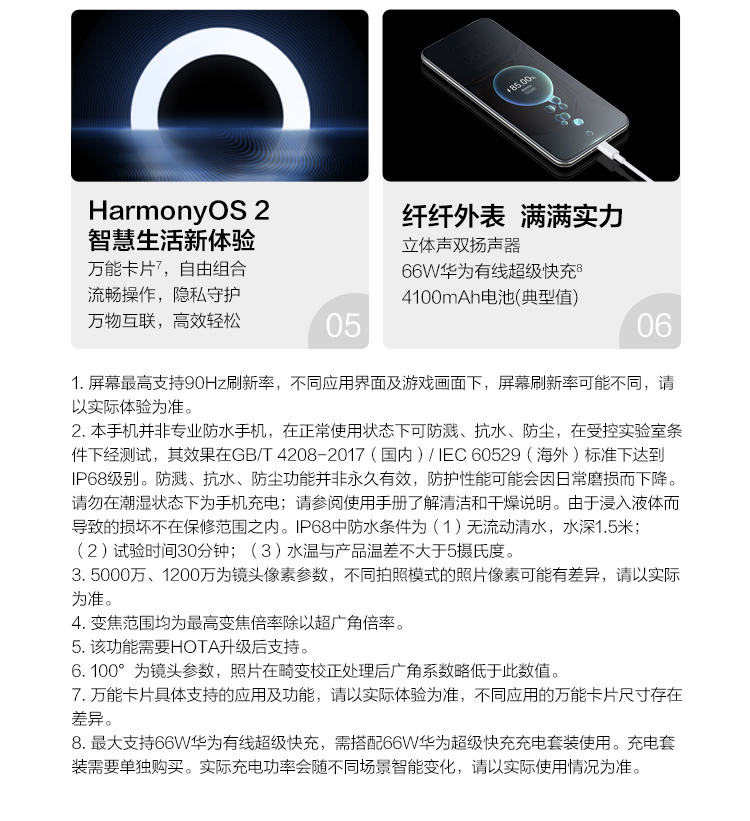 85.00%
HarmonyOS 2
智慧生活新体验
万能卡片7，自由组合
流畅操作，隐私守护
万物互联，高效轻松
05
纤纤外表 满满实力
立体声双扬声器
66W华为有线超级快充8
4100mAh电池(典型值)
06
1. 屏幕最高支持90Hz刷新率，不同应用界面及游戏画面下，屏幕刷新率可能不同，请
以实际体验为准。
2. 本手机并非专业防水手机，在正常使用状态下可防溅、抗水、防尘，在受控实验室条
件下经测试，其效果在GB/T 4208-2017（国内）/ IEC 60529（海外）标准下达到
IP68级别。防溅、抗水、防尘功能并非永久有效，防护性能可能会因日常磨损而下降。
请勿在潮湿状态下为手机充电；请参阅使用手册了解清洁和干燥说明。由于浸入液体而
导致的损坏不在保修范围之内。IP68中防水条件为（1）无流动清水，水深1.5米；
（2）试验时间30分钟；（3）水温与产品温差不大于5摄氏度。
3. 5000万、1200万为镜头像素参数，不同拍照模式的照片像素可能有差异，请以实际
为准。
4. 变焦范围均为最高变焦倍率除以超广角倍率。
5. 该功能需要HOTA升级后支持。
6. 100°为镜头参数，照片在畸变校正处理后广角系数略低于此数值。
7. 万能卡片具体支持的应用及功能，请以实际体验为准，不同应用的万能卡片尺寸存在
差异。
8. 最大支持66W华为有线超级快充，需搭配66W华为超级快充充电套装使用。充电套
装需要单独购买。实际充电功率会随不同场景智能变化，请以实际使用情况为准。